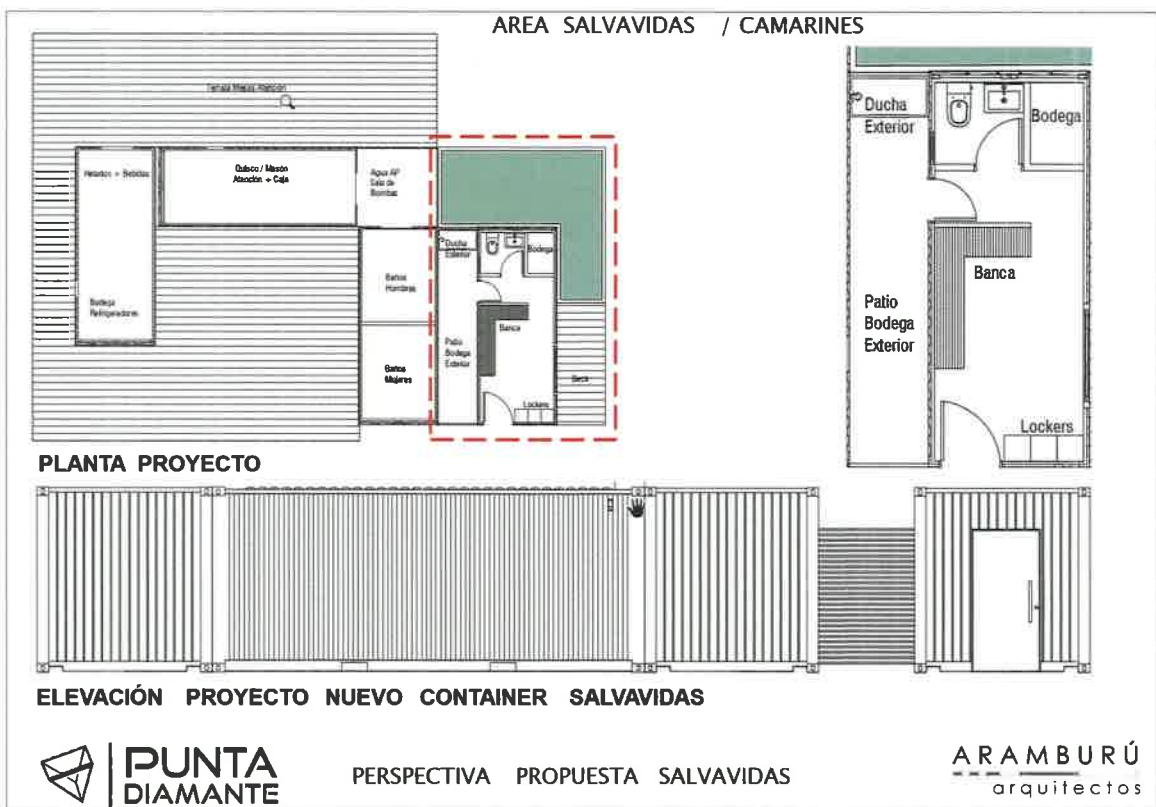 AREA SALVAVIDAS / CAMARINES
Terraza Mesas Atención
Helados + Bebidas
Quisco / Mesón
Atención + Caja
Agua AP
Sala de
Bombas
Bodega
Refrigeradores
Baños
Hombres
Baños
Mujeres
Ducha
Exterior
Bodega
Banca
Patio
Bodega
Exterior
Lockers
Ducha
Exterior
Bodega
Banca
Patio
Bodega
Exterior
Lockers
PLANTA PROYECTO
ELEVACIÓN PROYECTO NUEVO CONTAINER SALVAVIDAS
PUNTA
DIAMANTE
PERSPECTIVA PROPUESTA SALVAVIDAS
ARAMBURÚ
arquitectos